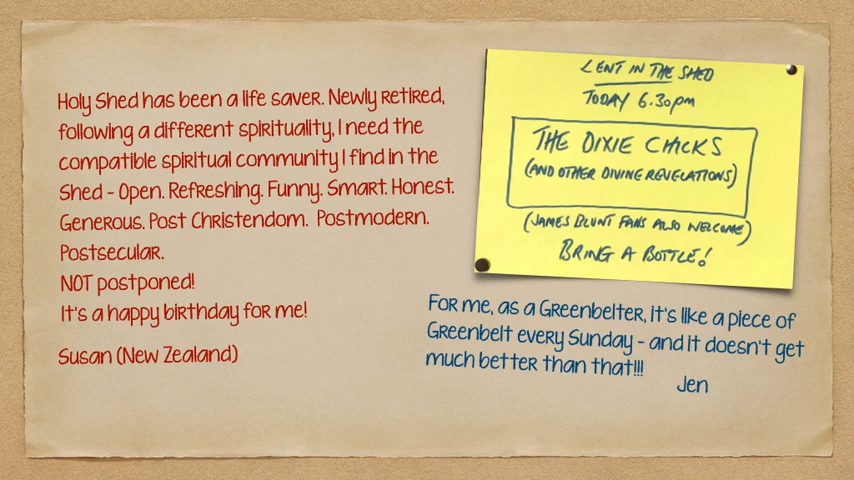 Holy Shed has been a life saver. Newly retired,
following a different spirituality, I need the
compatible spiritual community I find in the
Shed - Open. Refreshing. Funny. Smart. Honest.
Generous. Post Christendom. Postmodern.
Postsecular.
NOT postponed!
It's a happy birthday for me!
Susan (New Zealand)
LENT IN THE SHED
TODAY 6.30pm
THE DIXIE CHICKS
(AND OTHER DIVINE REVELATIONS)
(JAMES BLUNT FANS ALSO WELCOME)
BRING A BOTTLE!
For me, as a Greenbelter, it's like a piece of
Greenbelt every Sunday - and it doesn't get
much better than that!!!
Jen